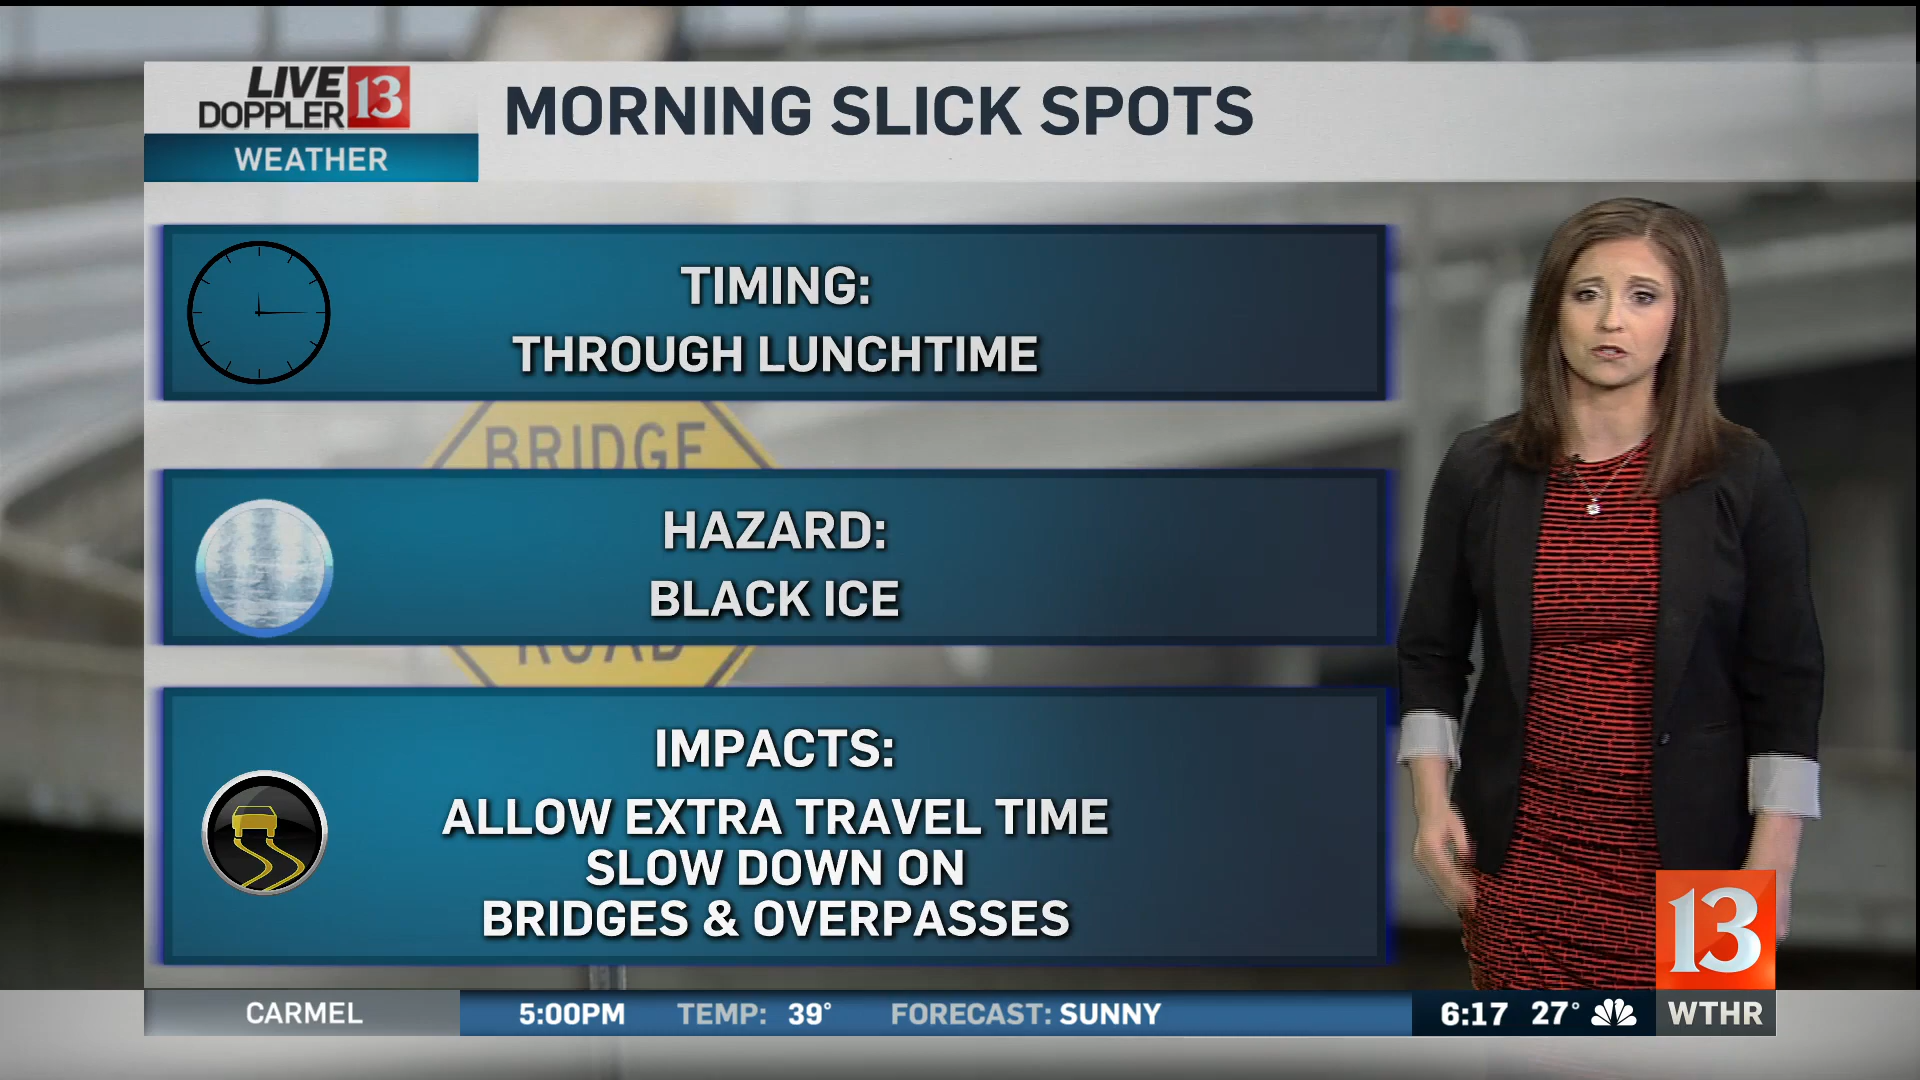 LIVE
DOPPLER 13
WEATHER
MORNING SLICK SPOTS
TIMING:
THROUGH LUNCHTIME
BRIDGE
HAZARD:
BLACK ICE
ROAD
IMPACTS:
ALLOW EXTRA TRAVEL TIME
SLOW DOWN ON
BRIDGES & OVERPASSES
13
CARMEL
5:00PM TEMP: 39° FORECAST: SUNNY
6:17 27°
WTHR